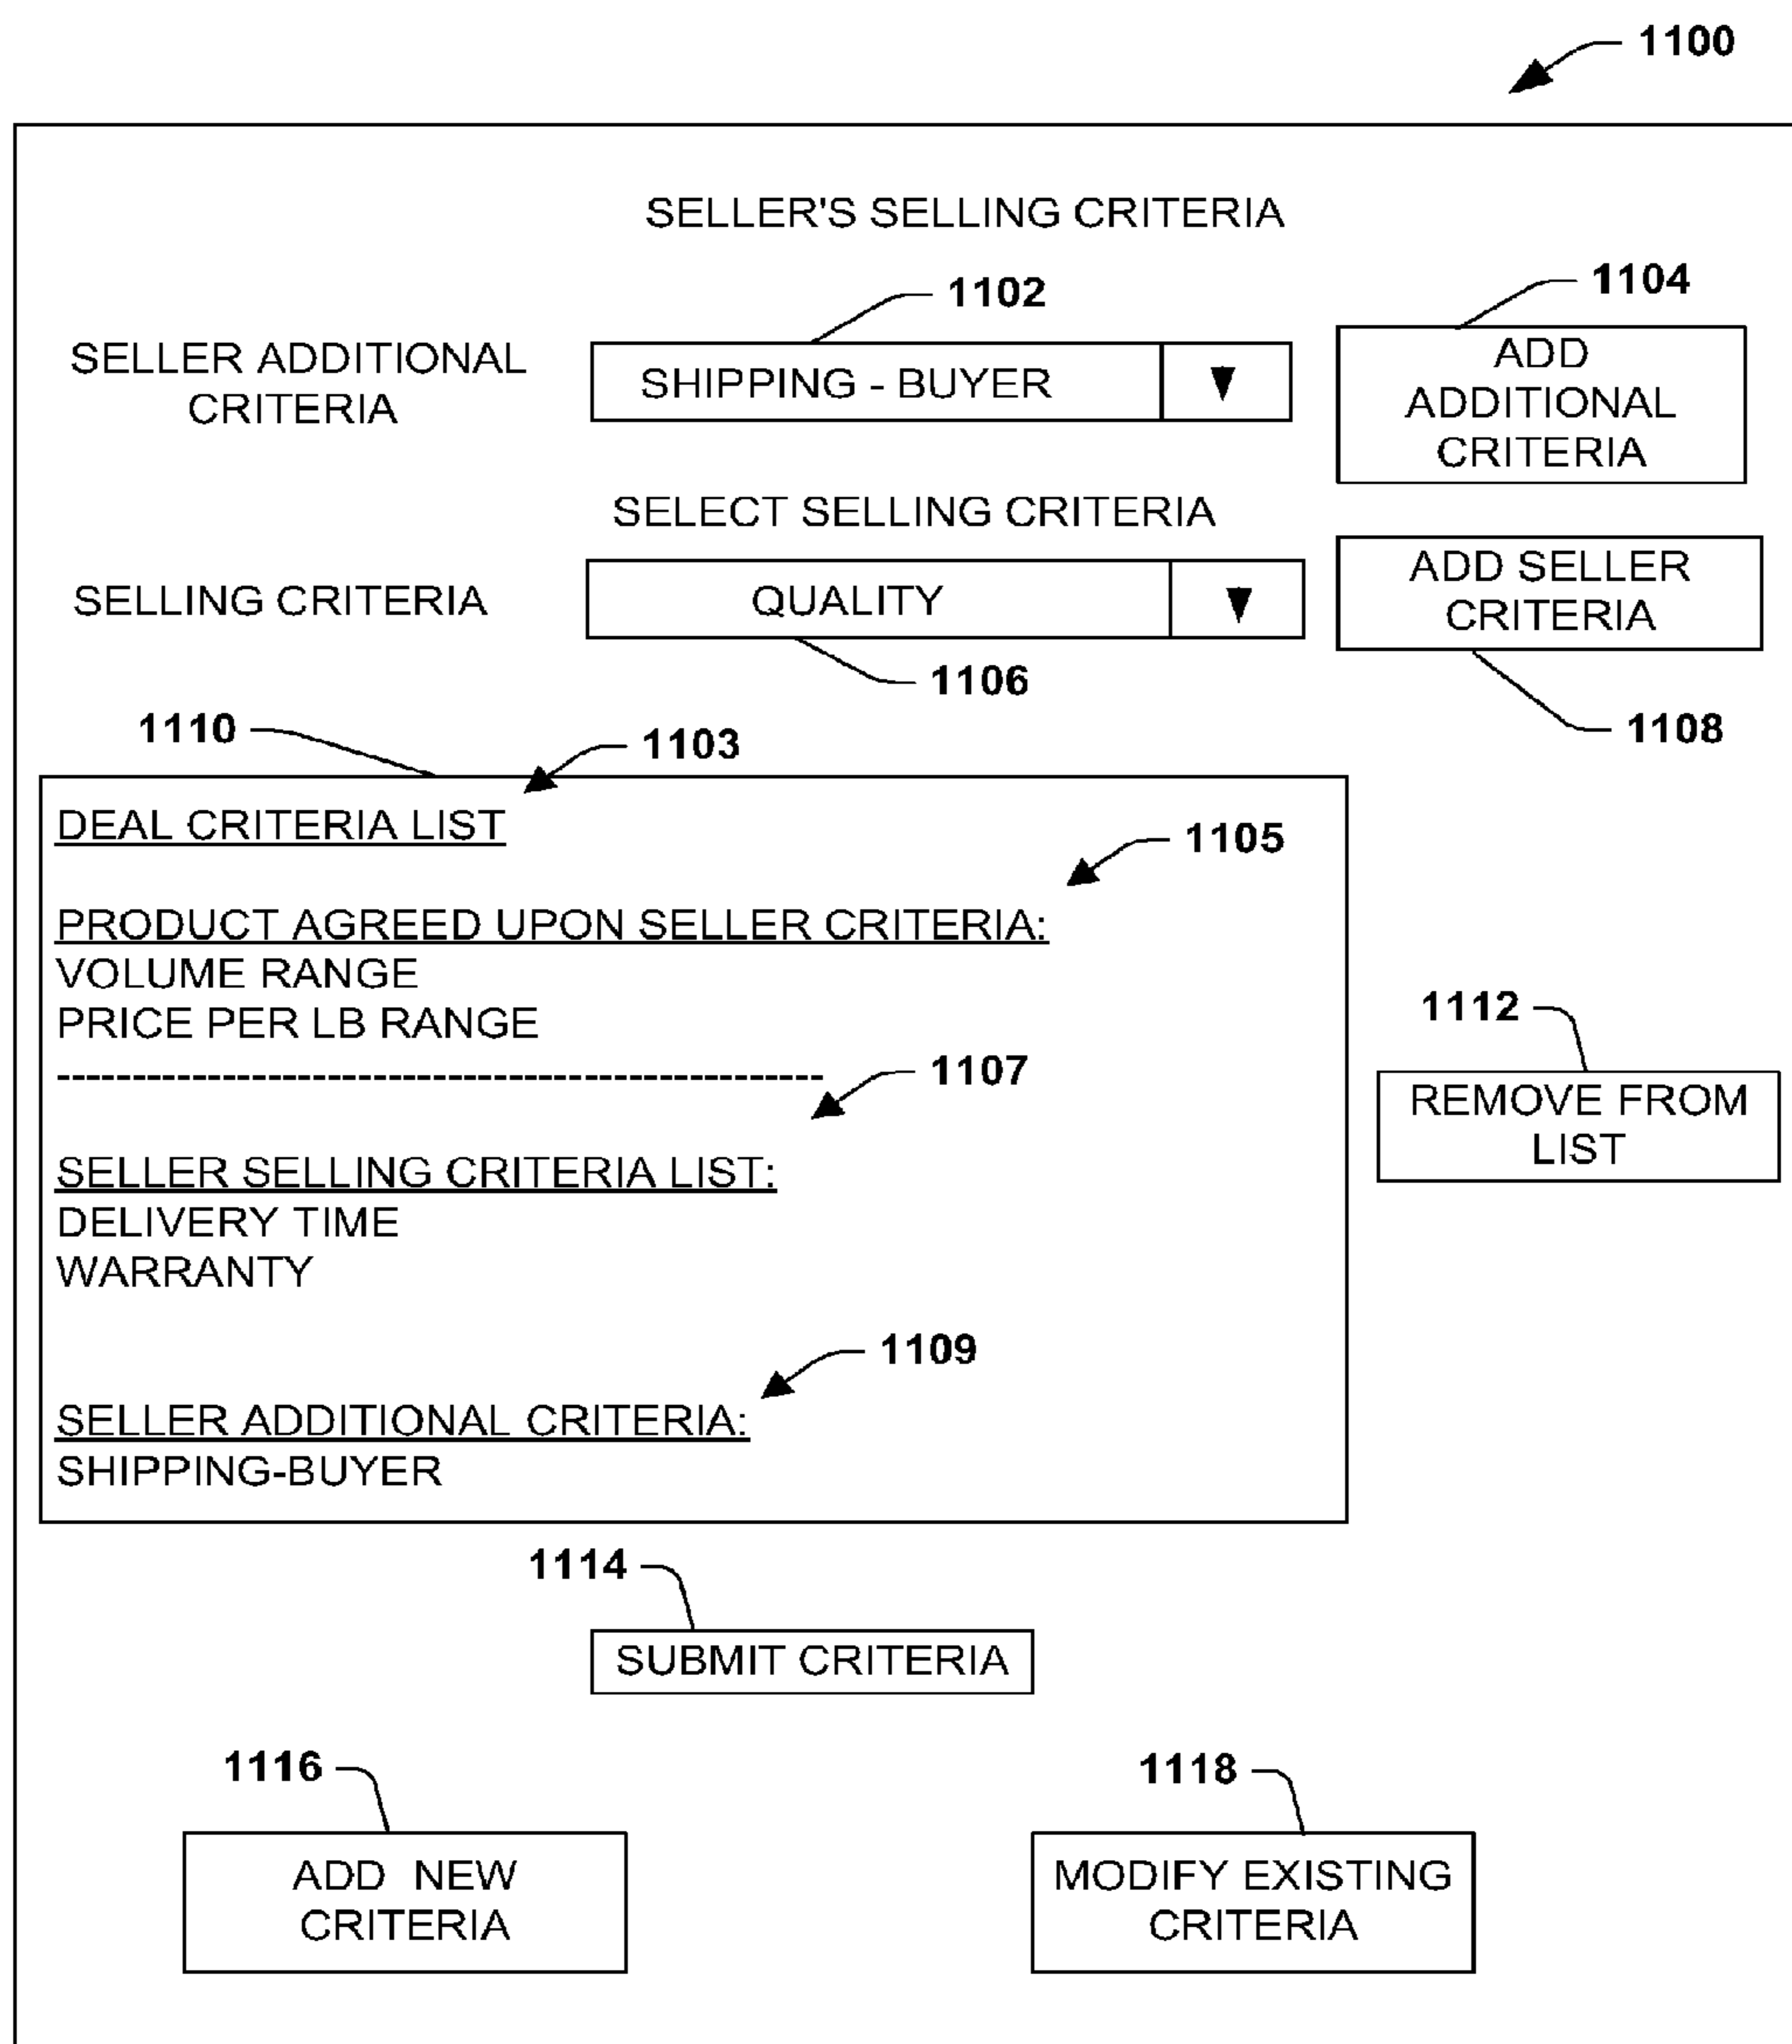 1100
SELLER'S SELLING CRITERIA
1102
1104
SELLER ADDITIONAL
CRITERIA
SHIPPING - BUYER
ADD
ADDITIONAL
CRITERIA
SELECT SELLING CRITERIA
SELLING CRITERIA
QUALITY
ADD SELLER
CRITERIA
1106
1108
1110
1103
DEAL CRITERIA LIST
1105
PRODUCT AGREED UPON SELLER CRITERIA:
VOLUME RANGE
PRICE PER LB RANGE
---------------------------------------------------
1107
1112
REMOVE FROM
LIST
SELLER SELLING CRITERIA LIST:
DELIVERY TIME
WARRANTY
1109
SELLER ADDITIONAL CRITERIA:
SHIPPING-BUYER
1114
SUBMIT CRITERIA
1116
1118
ADD NEW
CRITERIA
MODIFY EXISTING
CRITERIA